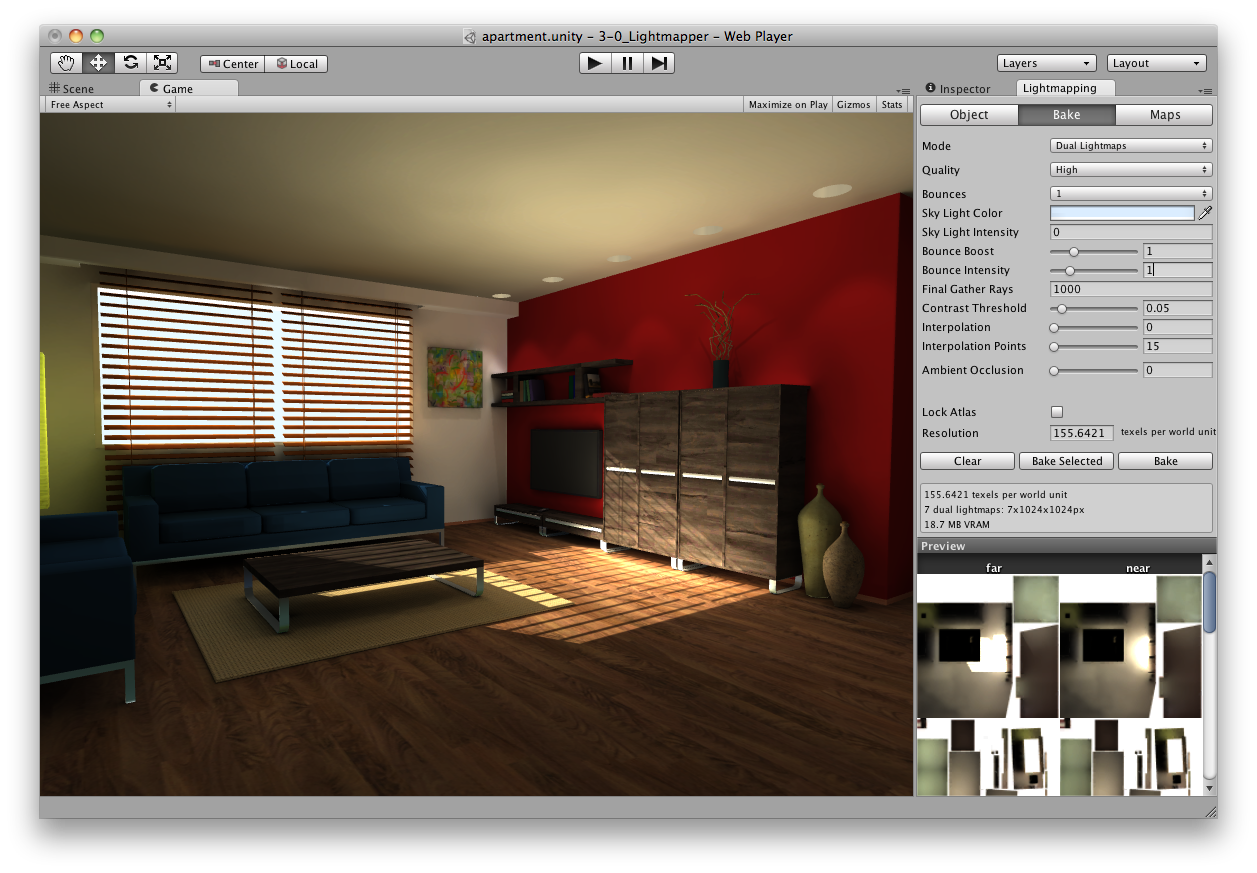 apartment.unity – 3–0_Lightmapper – Web Player
Center Local
Layers Layout
Scene Game
Inspector Lightmapping
Free Aspect
Maximize on Play Gizmos Stats
Object Bake Maps
Mode Dual Lightmaps
Quality High
Bounces 1
Sky Light Color
Sky Light Intensity 0
Bounce Boost 1
Bounce Intensity 1
Final Gather Rays 1000
Contrast Threshold 0.05
Interpolation 0
Interpolation Points 15
Ambient Occlusion 0
Lock Atlas
Resolution 155.6421 texels per world unit
Clear Bake Selected Bake
155.6421 texels per world unit
7 dual lightmaps: 7x1024x1024px
18.7 MB VRAM
Preview
far near